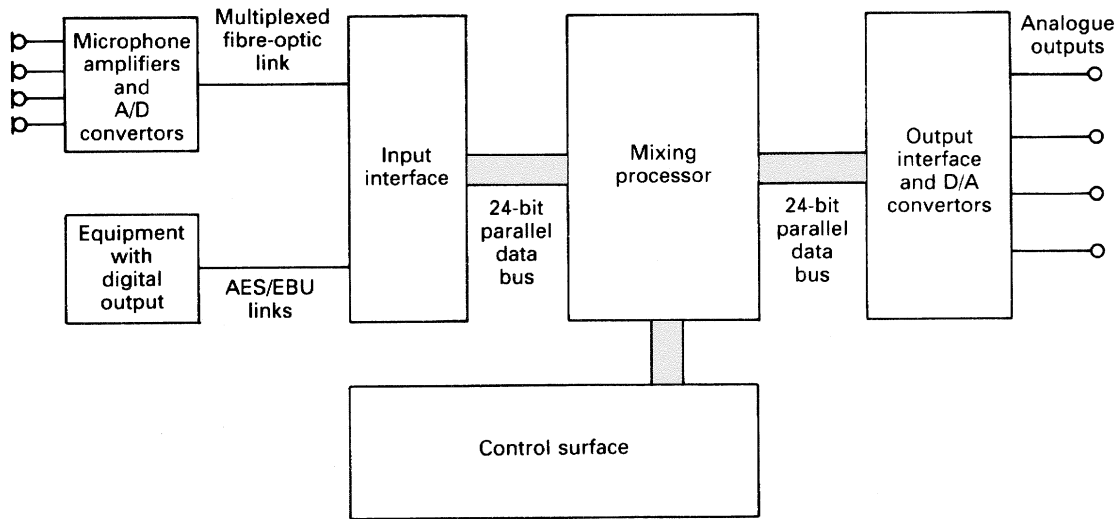 Microphone
amplifiers
and
A/D
convertors
Multiplexed
fibre-optic
link
Equipment
with
digital
output
AES/EBU
links
Input
interface
24-bit
parallel
data
bus
Mixing
processor
24-bit
parallel
data
bus
Output
interface
and D/A
convertors
Analogue
outputs
Control surface